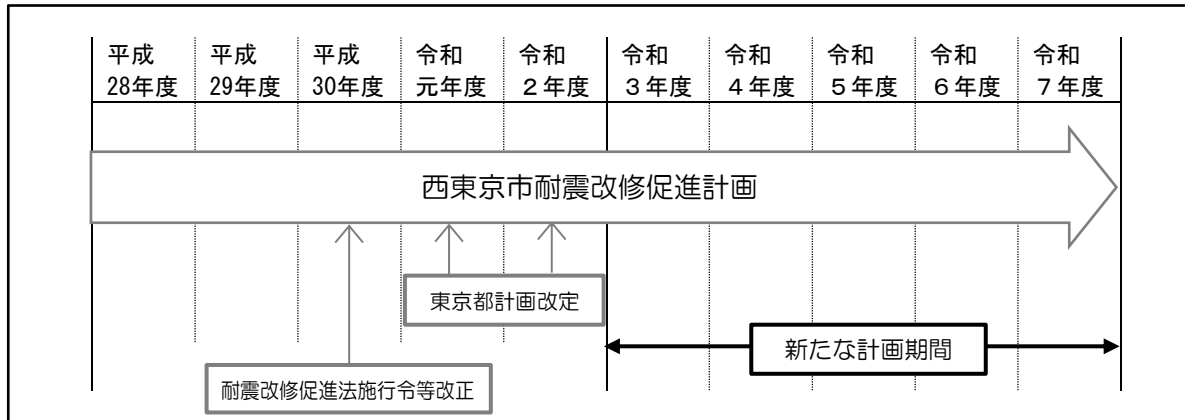 平成 平成 平成 令和 令和 令和 令和 令和 令和 令和
28年度 29年度 30年度 元年度 ２年度 ３年度 ４年度 ５年度 ６年度 ７年度
西東京市耐震改修促進計画
東京都計画改定
新たな計画期間
耐震改修促進法施行令等改正